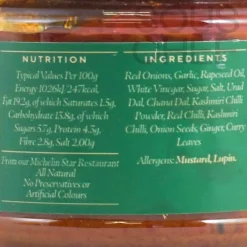 NUTRITION
Typical Values Per 100g
Energy 1026kJ/247kcal,
Fat 19.2g, of which Saturates 1.5g,
Carbohydrate 13.8g, of which
Sugars 5.7g, Protein 4.5g,
Fibre 2.8g, Salt 2.00g
From our Michelin Star Restaurant
All Natural
No Preservatives or
Artificial Colours
INGREDIENTS
Red Onions, Garlic, Rapeseed Oil,
White Vinegar, Sugar, Salt, Urad
Dal, Chana Dal, Kashmiri Chilli
Powder, Red Chilli, Kashmiri
Chilli, Onion Seeds, Ginger, Curry
Leaves
Allergens: Mustard, Lupin.